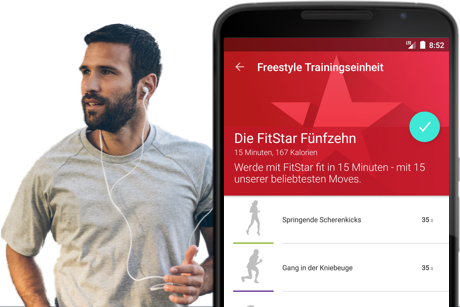 LTE 8:52
Freestyle Trainingseinheit
Die FitStar Fünfzehn
15 Minuten, 167 Kalorien
Werde mit FitStar fit in 15 Minuten - mit 15
unserer beliebtesten Moves.
Springende Scherenkicks 35 s
Gang in der Kniebeuge 35 s